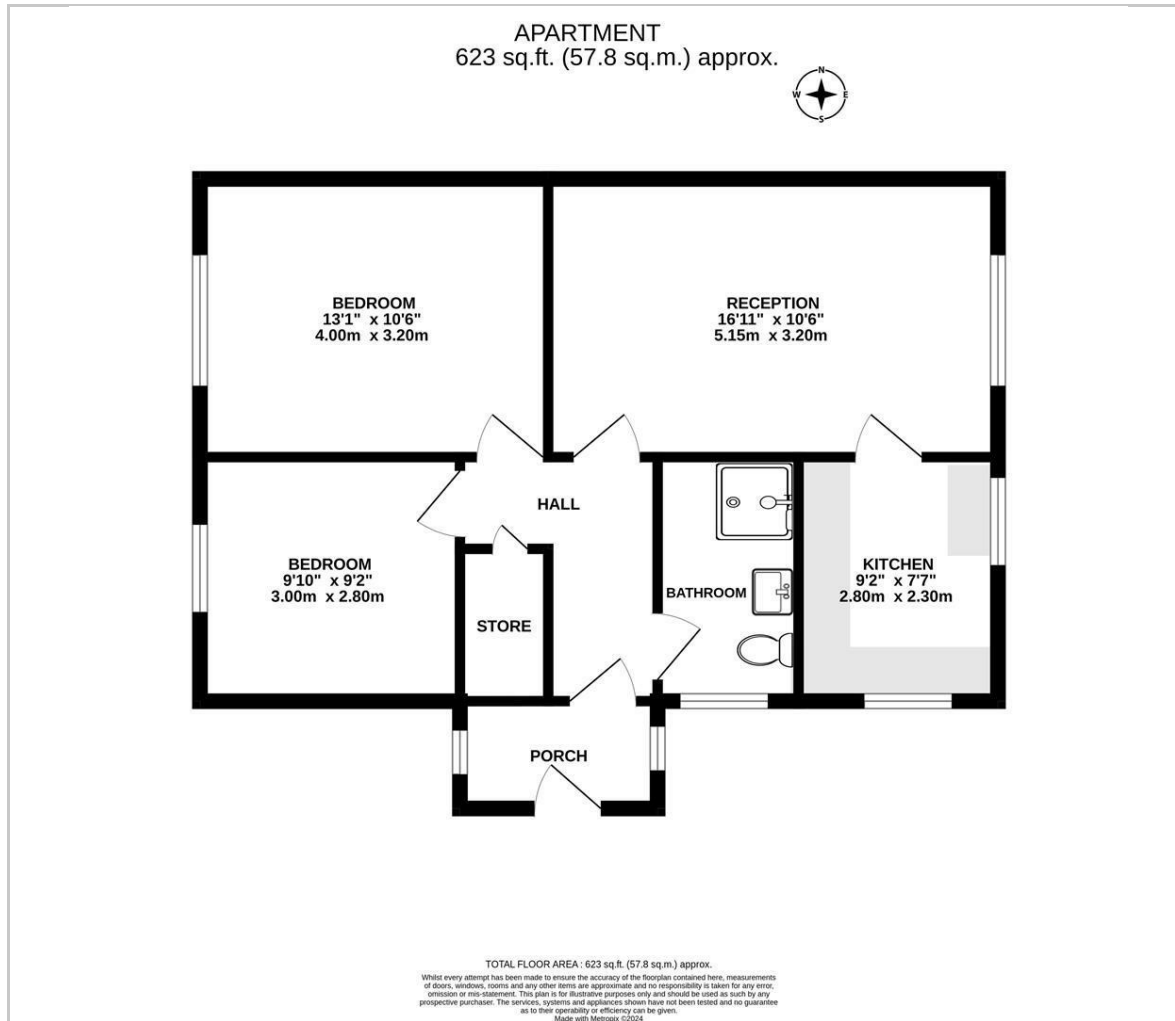 APARTMENT
623 sq.ft. (57.8 sq.m.) approx.
N
W E
S
BEDROOM
13'1" x 10'6"
4.00m x 3.20m
RECEPTION
16'11" x 10'6"
5.15m x 3.20m
HALL
BEDROOM
9'10" x 9'2"
3.00m x 2.80m
STORE
BATHROOM
KITCHEN
9'2" x 7'7"
2.80m x 2.30m
PORCH
TOTAL FLOOR AREA : 623 sq.ft. (57.8 sq.m.) approx.
Whilst every attempt has been made to ensure the accuracy of the floorplan contained here, measurements
of doors, windows, rooms and any other items are approximate and no responsibility is taken for any error,
omission or mis-statement. This plan is for illustrative purposes only and should be used as such by any
prospective purchaser. The services, systems and appliances shown have not been tested and no guarantee
as to their operability or efficiency can be given.
Made with Metropix ©2024